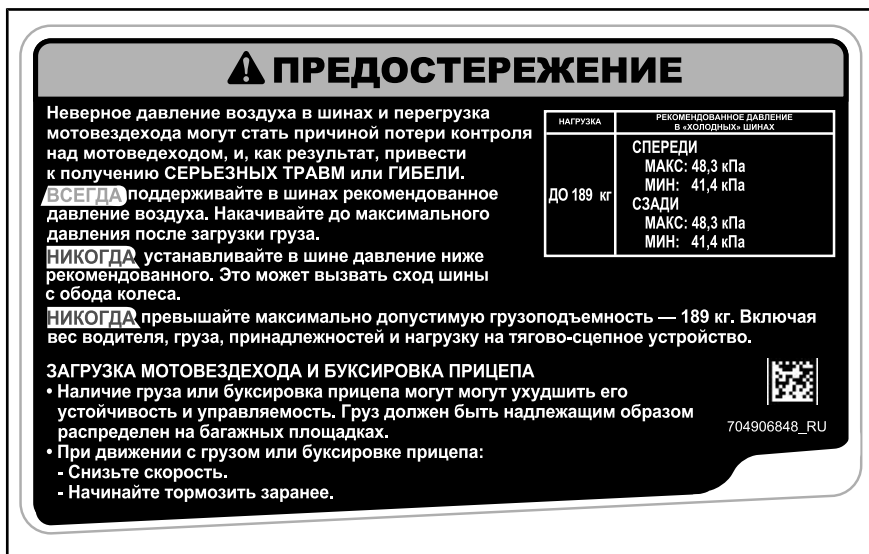 ПРЕДОСТЕРЕЖЕНИЕ
Неверное давление воздуха в шинах и перегрузка
мотовездехода могут стать причиной потери контроля
над мотоведеходом, и, как результат, привести
к получению СЕРЬЕЗНЫХ ТРАВМ или ГИБЕЛИ.
ВСЕГДА поддерживайте в шинах рекомендованное
давление воздуха. Накачивайте до максимального
давления после загрузки груза.
НИКОГДА устанавливайте в шине давление ниже
рекомендованного. Это может вызвать сход шины
с обода колеса.
НИКОГДА превышайте максимально допустимую грузоподъемность — 189 кг. Включая
вес водителя, груза, принадлежностей и нагрузку на тягово-сцепное устройство.
НАГРУЗКА
РЕКОМЕНДОВАННОЕ ДАВЛЕНИЕ
В «ХОЛОДНЫХ» ШИНАХ
ДО 189 кг
СПЕРЕДИ
МАКС: 48,3 кПа
МИН: 41,4 кПа
СЗАДИ
МАКС: 48,3 кПа
МИН: 41,4 кПа
ЗАГРУЗКА МОТОВЕЗДЕХОДА И БУКСИРОВКА ПРИЦЕПА
• Наличие груза или буксировка прицепа могут могут ухудшить его
устойчивость и управляемость. Груз должен быть надлежащим образом
распределен на багажных площадках.
• При движении с грузом или буксировке прицепа:
- Снизьте скорость.
- Начинайте тормозить заранее.
704906848_RU